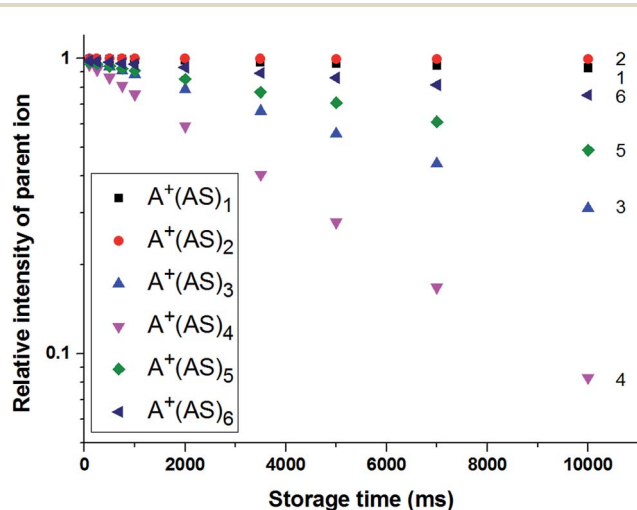 Relative intensity of parent ion
1
0.1
A⁺(AS)₁
A⁺(AS)₂
A⁺(AS)₃
A⁺(AS)₄
A⁺(AS)₅
A⁺(AS)₆
2
1
6
5
3
4
0 2000 4000 6000 8000 10000
Storage time (ms)